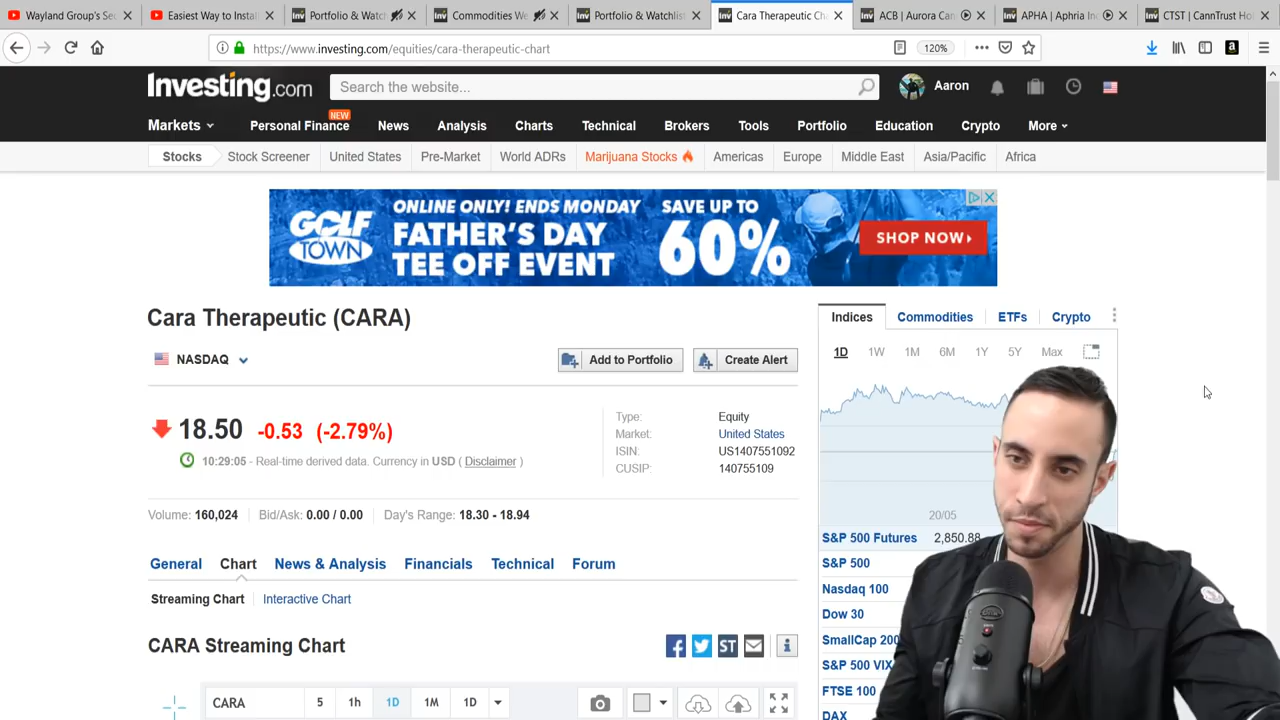 Wayland Group's Sec
Easiest Way to Instal
Portfolio & Watch
Commodities We
Portfolio & Watchlist
Cara Therapeutic Ch
ACB | Aurora Can
APHA | Aphria Inc
CTST | CannTrust Hol
https://www.investing.com/equities/cara-therapeutic-chart
120%
Investing.com
Search the website...
Aaron
Markets
Personal Finance
NEW
News
Analysis
Charts
Technical
Brokers
Tools
Portfolio
Education
Crypto
More
Stocks
Stock Screener
United States
Pre-Market
World ADRs
Marijuana Stocks
Americas
Europe
Middle East
Asia/Pacific
Africa
GOLF TOWN
ONLINE ONLY! ENDS MONDAY
FATHER'S DAY
TEE OFF EVENT
SAVE UP TO
60%
SHOP NOW
Cara Therapeutic (CARA)
NASDAQ
Add to Portfolio
Create Alert
18.50 -0.53 (-2.79%)
10:29:05 - Real-time derived data. Currency in USD ( Disclaimer )
Type: Equity
Market: United States
ISIN: US1407551092
CUSIP: 140755109
Volume: 160,024
Bid/Ask: 0.00 / 0.00
Day's Range: 18.30 - 18.94
General
Chart
News & Analysis
Financials
Technical
Forum
Streaming Chart
Interactive Chart
CARA Streaming Chart
ST
CARA
5
1h
1D
1M
1D
Indices
Commodities
ETFs
Crypto
1D
1W
1M
6M
1Y
5Y
Max
20/05
S&P 500 Futures 2,850.88
S&P 500
Nasdaq 100
Dow 30
SmallCap 200
S&P 500 VIX
FTSE 100
DAX